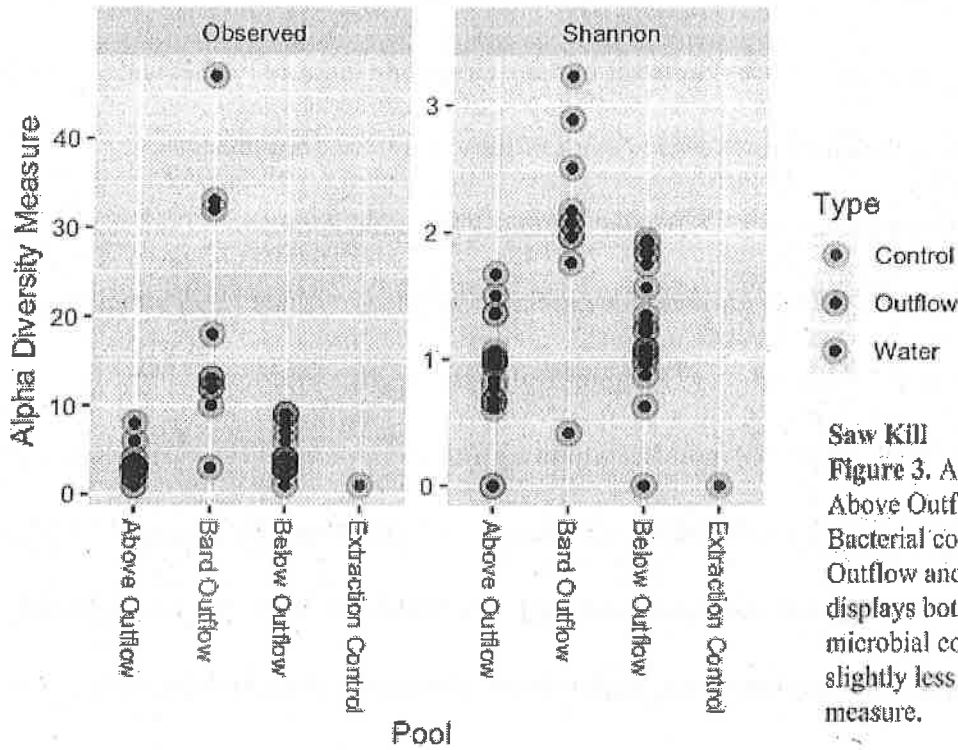 Observed
Shannon
Alpha Diversity Measure
40
30
20
10
0
3
2
1
0
Above Outflow
Bard Outflow
Below Outflow
Extraction Control
Above Outflow
Bard Outflow
Below Outflow
Extraction Control
Pool
Type
Control
Outflow
Water
Saw Kill
Figure 3. A
Above Outf
Bacterial co
Outflow and
displays bot
microbial co
slightly less
measure.